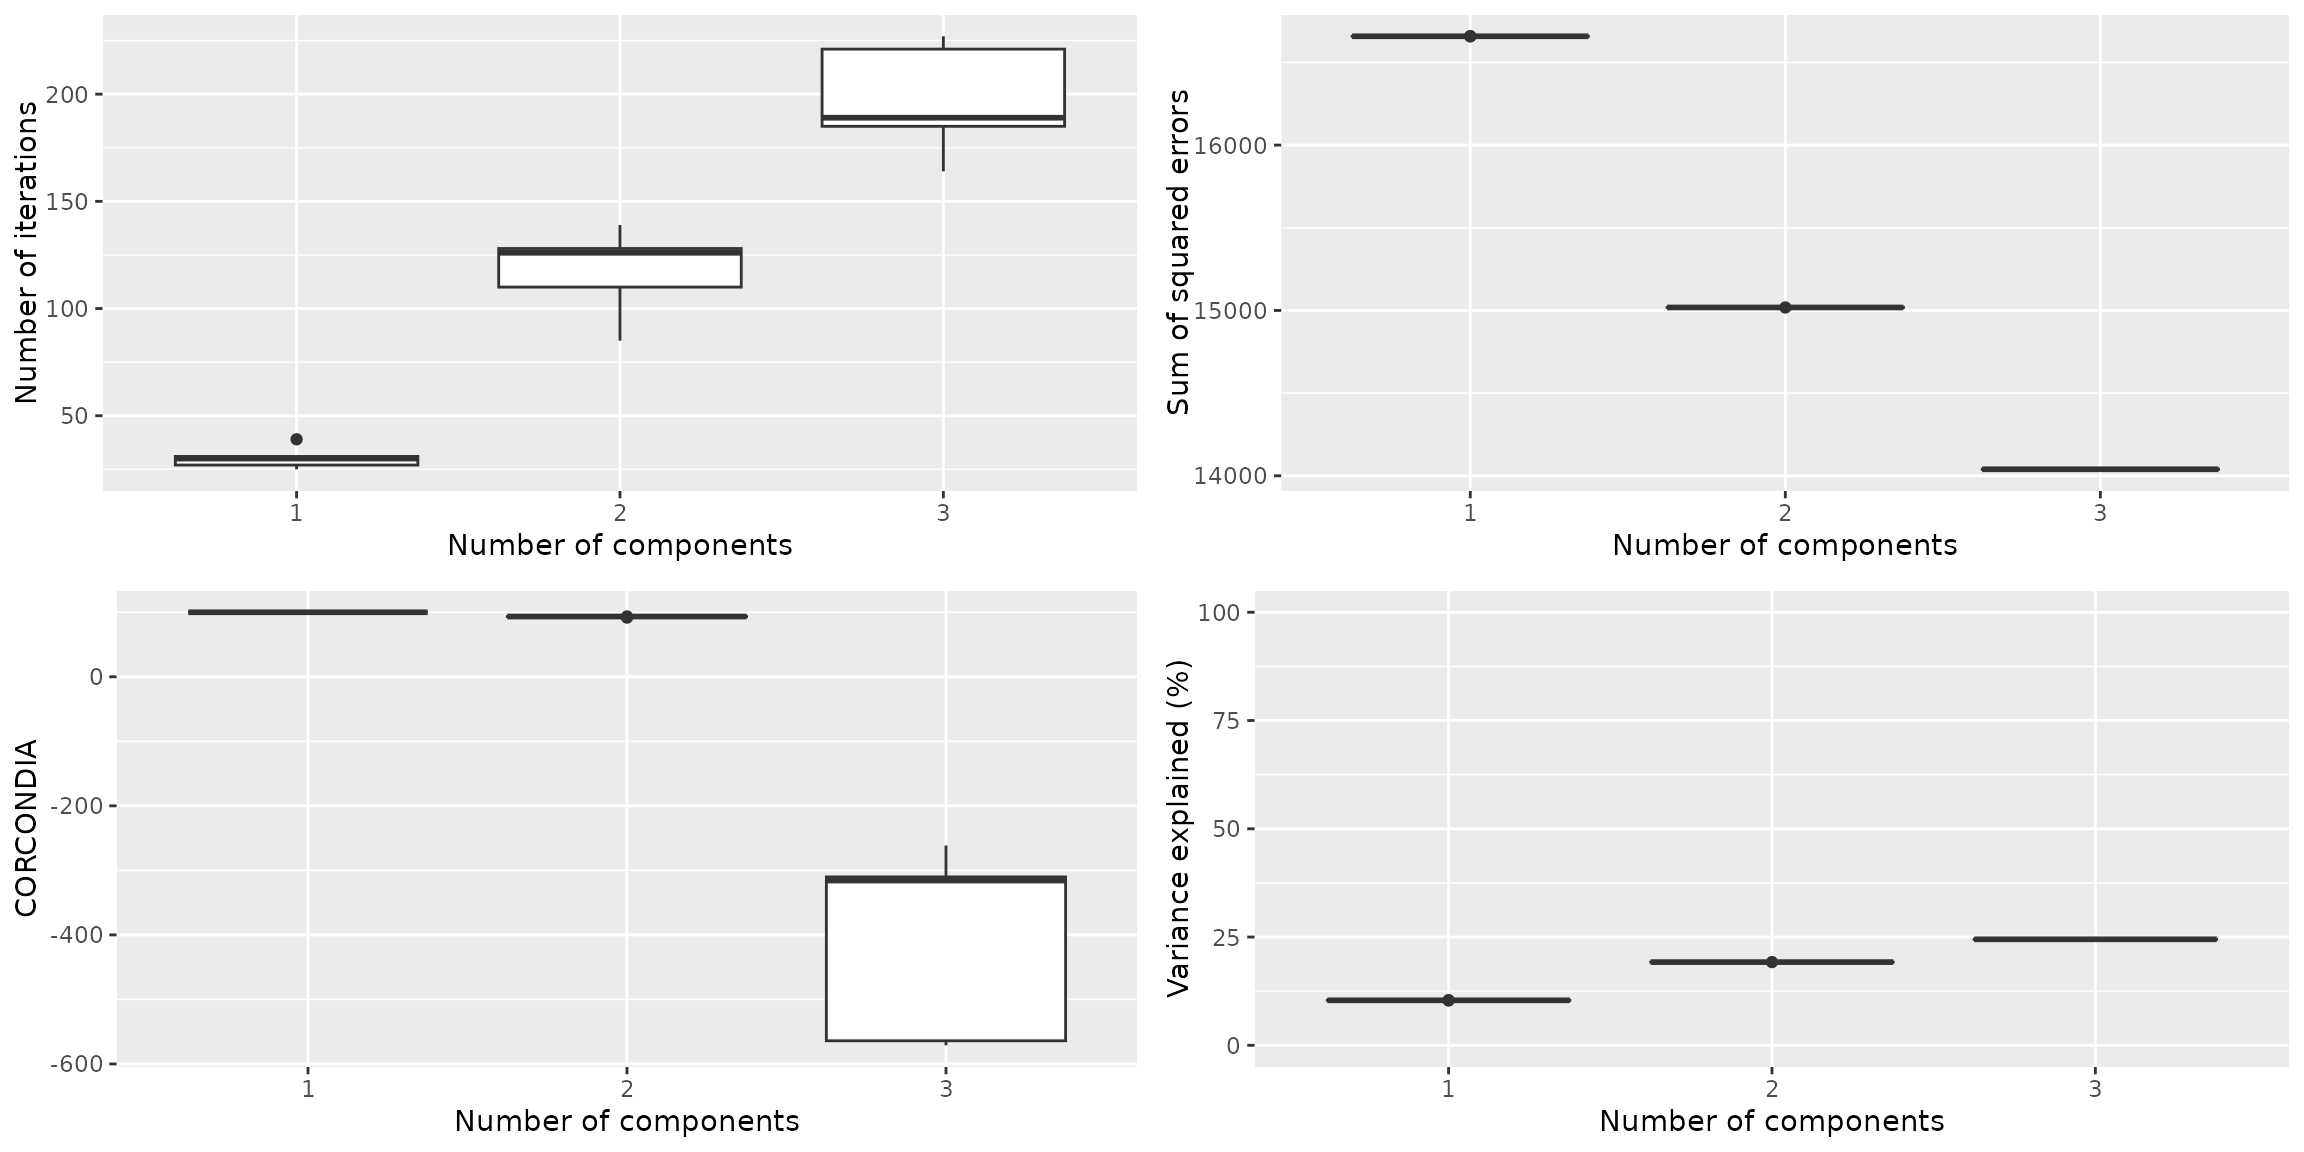 Number of iterations
200
150
100
50
1 2 3
Number of components
Sum of squared errors
16000
15000
14000
1 2 3
Number of components
CORCONDIA
0
-200
-400
-600
1 2 3
Number of components
Variance explained (%)
100
75
50
25
0
1 2 3
Number of components